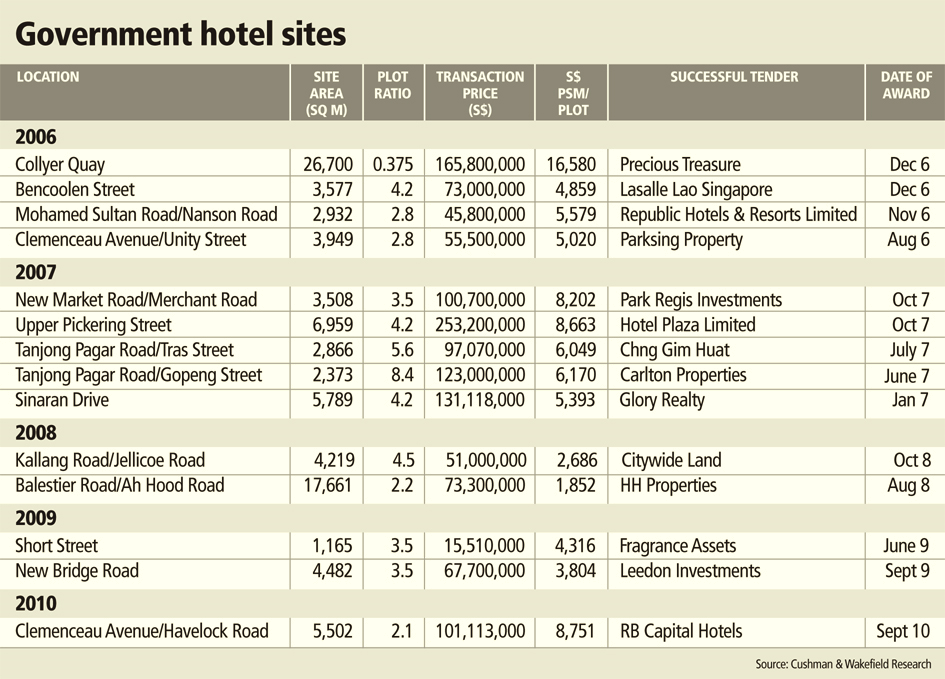 Government hotel sites
LOCATION SITE AREA (SQ M) PLOT RATIO TRANSACTION PRICE (S$) S$ PSM/ PLOT SUCCESSFUL TENDER DATE OF AWARD
2006
Collyer Quay 26,700 0.375 165,800,000 16,580 Precious Treasure Dec 6
Bencoolen Street 3,577 4.2 73,000,000 4,859 Lasalle Lao Singapore Dec 6
Mohamed Sultan Road/Nanson Road 2,932 2.8 45,800,000 5,579 Republic Hotels & Resorts Limited Nov 6
Clemenceau Avenue/Unity Street 3,949 2.8 55,500,000 5,020 Parksing Property Aug 6
2007
New Market Road/Merchant Road 3,508 3.5 100,700,000 8,202 Park Regis Investments Oct 7
Upper Pickering Street 6,959 4.2 253,200,000 8,663 Hotel Plaza Limited Oct 7
Tanjong Pagar Road/Tras Street 2,866 5.6 97,070,000 6,049 Chng Gim Huat July 7
Tanjong Pagar Road/Gopeng Street 2,373 8.4 123,000,000 6,170 Carlton Properties June 7
Sinaran Drive 5,789 4.2 131,118,000 5,393 Glory Realty Jan 7
2008
Kallang Road/Jellicoe Road 4,219 4.5 51,000,000 2,686 Citywide Land Oct 8
Balestier Road/Ah Hood Road 17,661 2.2 73,300,000 1,852 HH Properties Aug 8
2009
Short Street 1,165 3.5 15,510,000 4,316 Fragrance Assets June 9
New Bridge Road 4,482 3.5 67,700,000 3,804 Leedon Investments Sept 9
2010
Clemenceau Avenue/Havelock Road 5,502 2.1 101,113,000 8,751 RB Capital Hotels Sept 10
Source: Cushman & Wakefield Research